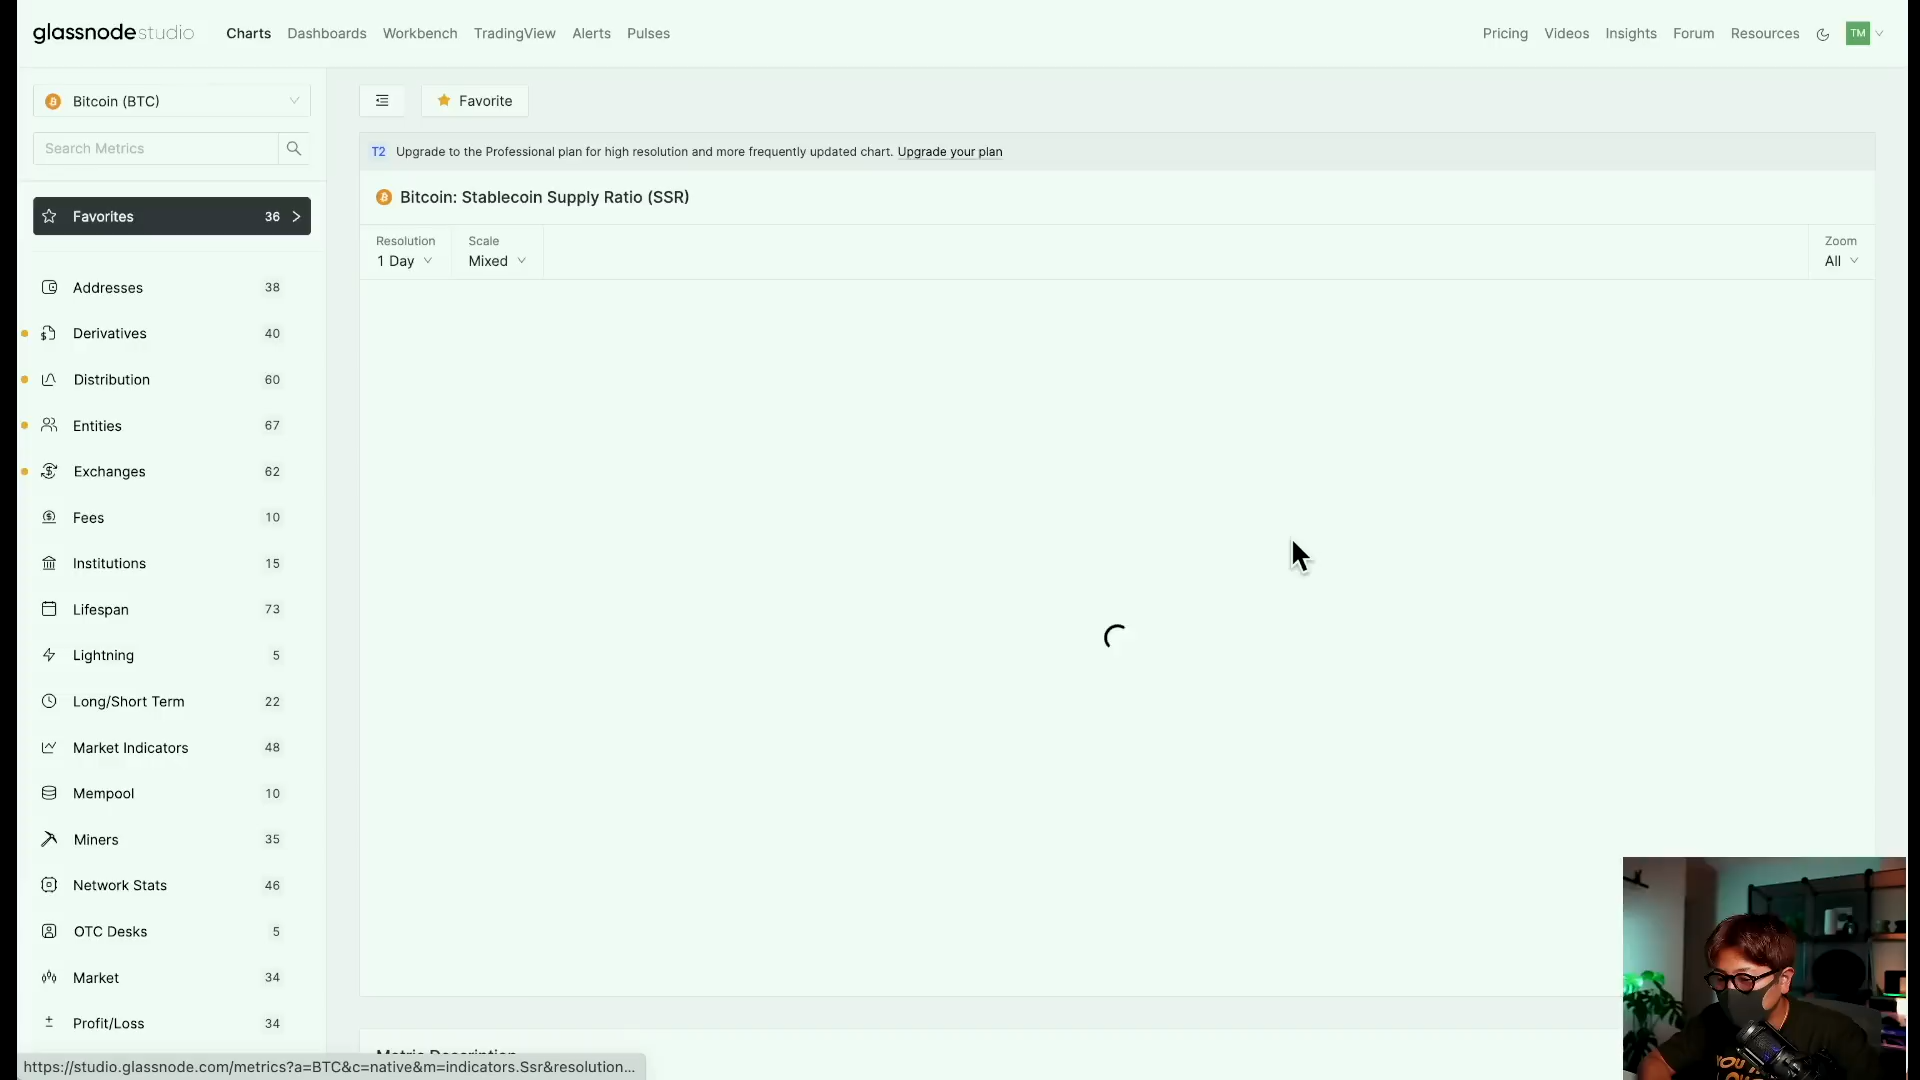 glassnodestudio
Charts Dashboards Workbench TradingView Alerts Pulses
Pricing Videos Insights Forum Resources TM
Bitcoin (BTC)
Search Metrics
Favorites 36
Addresses 38
Derivatives 40
Distribution 60
Entities 67
Exchanges 62
Fees 10
Institutions 15
Lifespan 73
Lightning 5
Long/Short Term 22
Market Indicators 48
Mempool 10
Miners 35
Network Stats 46
OTC Desks 5
Market 34
Profit/Loss 34
Favorite
T2 Upgrade to the Professional plan for high resolution and more frequently updated chart. Upgrade your plan
Bitcoin: Stablecoin Supply Ratio (SSR)
Resolution
1 Day
Scale
Mixed
Zoom
All
Metric Description
https://studio.glassnode.com/metrics?a=BTC&c=native&m=indicators.Ssr&resolution...